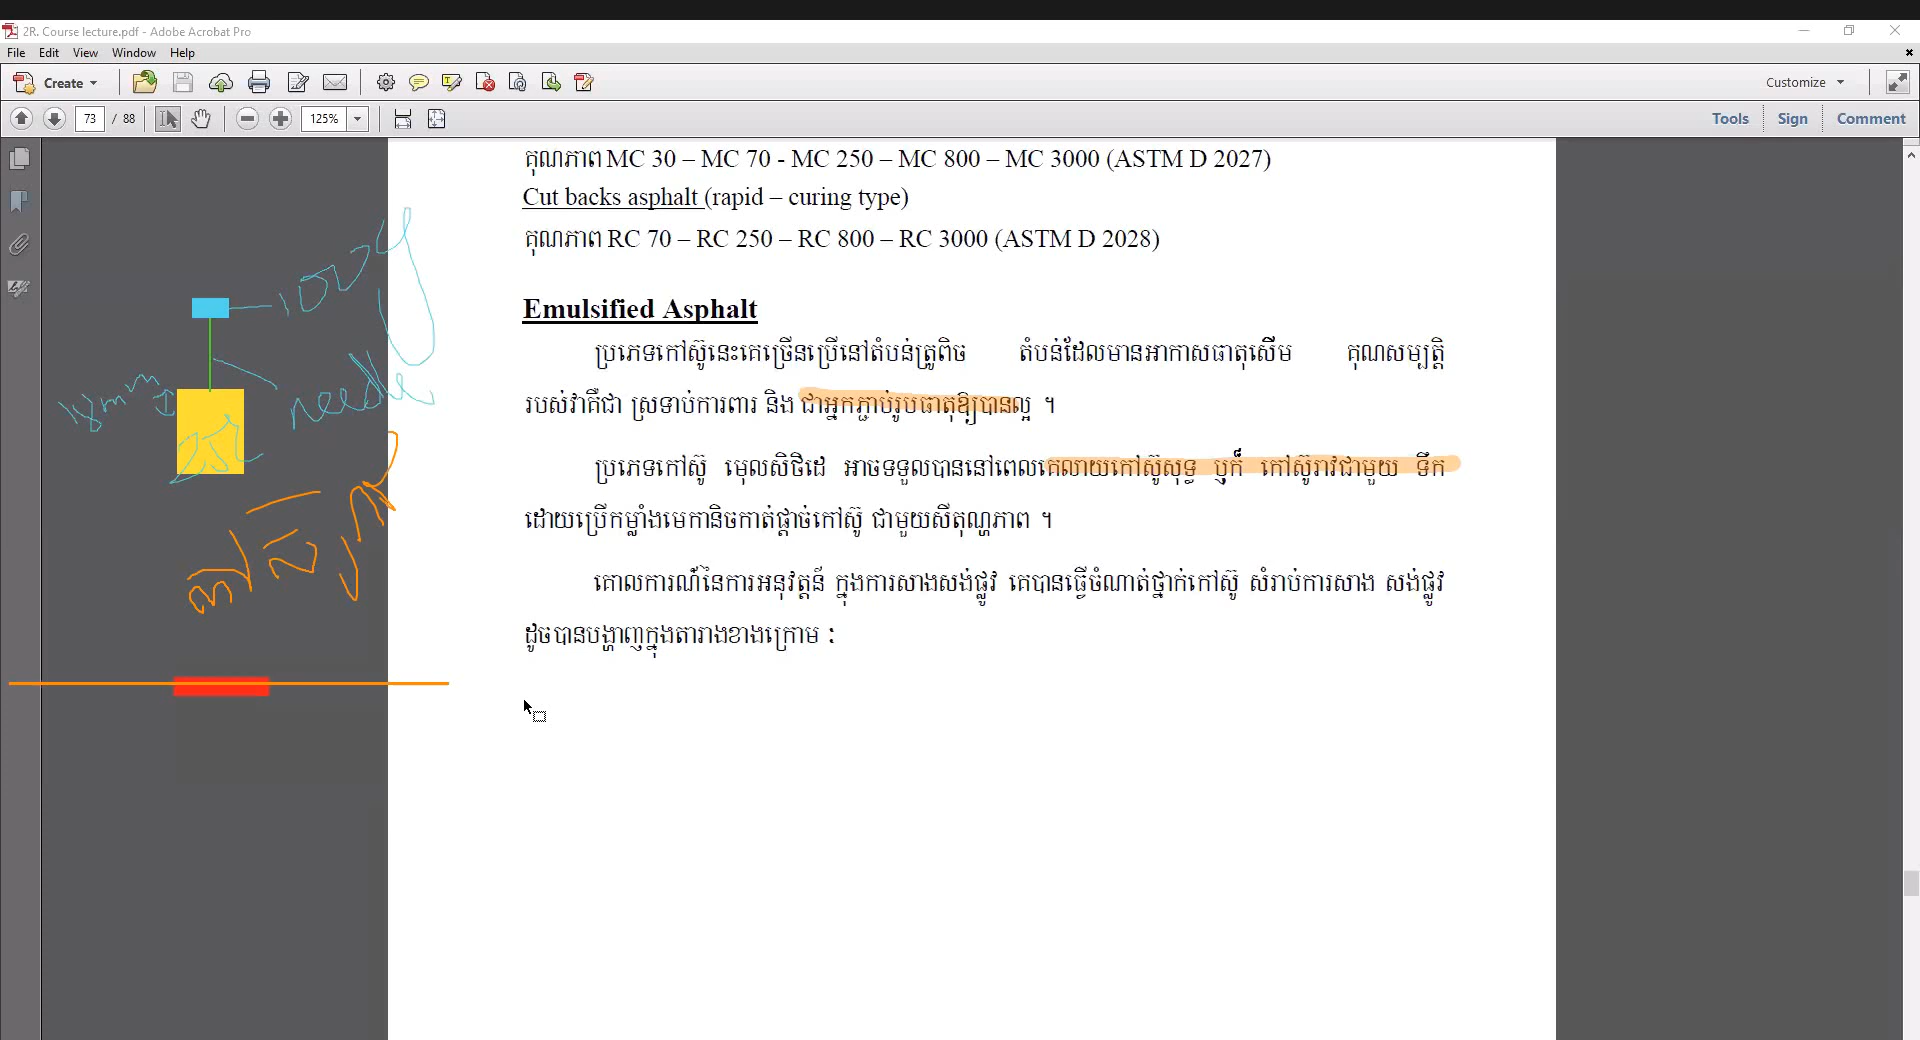 2R. Course lecture.pdf - Adobe Acrobat Pro
File Edit View Window Help
Create
Customize
73 / 88
125%
Tools Sign Comment
គុណភាព MC 30 – MC 70 - MC 250 – MC 800 – MC 3000 (ASTM D 2027)
Cut backs asphalt (rapid – curing type)
គុណភាព RC 70 – RC 250 – RC 800 – RC 3000 (ASTM D 2028)
Emulsified Asphalt
ប្រភេទកៅស៊ូនេះគេច្រើនប្រើនៅតំបន់ត្រូពិច តំបន់ដែលមានអាកាសធាតុសើម គុណសម្បត្តិ
របស់វាគឺជា ស្រទាប់ការពារ និង ជាអ្នកភ្ជាប់រូបធាតុឱ្យបានល្អ ។
ប្រភេទកៅស៊ូ មេុលសិថិដេ អាចទទួលបាននៅពេលគេលាយកៅស៊ូសុទ្ធ ឬក៏ កៅស៊ូរាវជាមួយ ទឹក
ដោយប្រើកម្លាំងមេកានិចកាត់ផ្តាច់កៅស៊ូ ជាមួយសីតុណ្ហភាព ។
គោលការណ៍នៃការអនុវត្តន៍ ក្នុងការសាងសង់ផ្លូវ គេបានធ្វើចំណាត់ថ្នាក់កៅស៊ូ សំរាប់ការសាង សង់ផ្លូវ
ដូចបានបង្ហាញក្នុងតារាងខាងក្រោម ៖
100g
needle